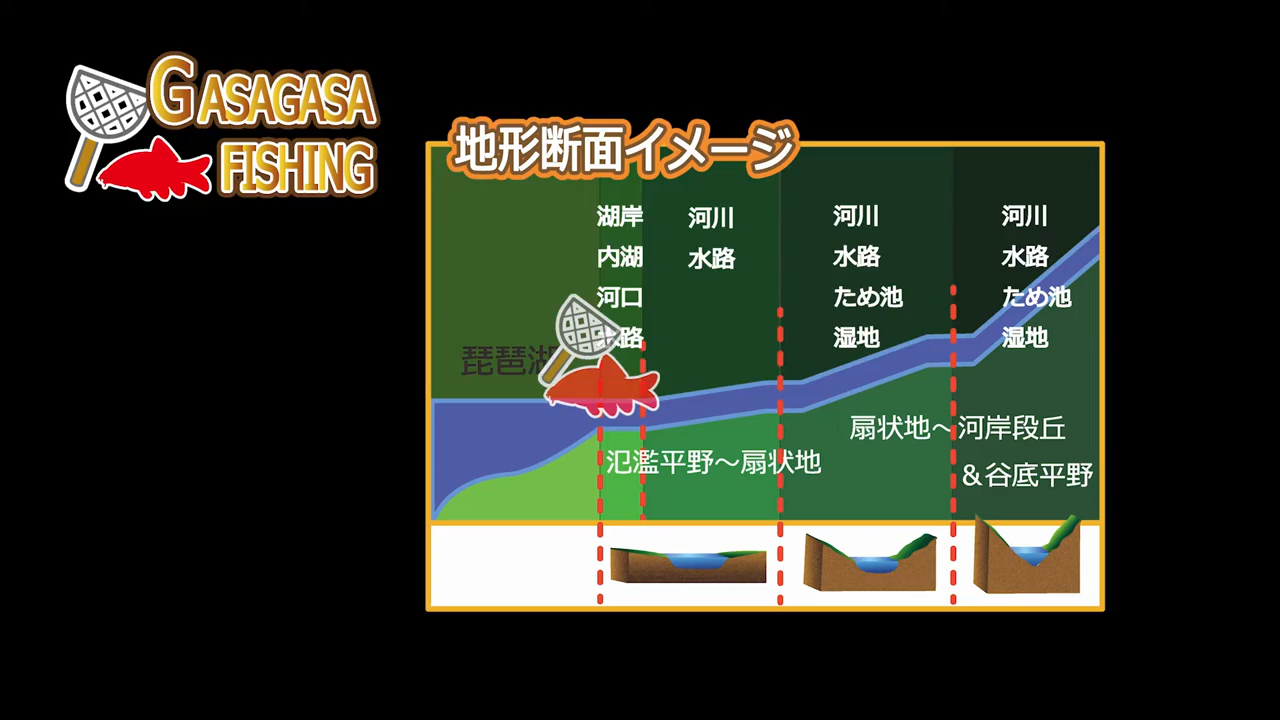 GASAGASA
FISHING
地形断面イメージ
湖岸
内湖
河口
水路
河川
水路
河川
水路
ため池
湿地
河川
水路
ため池
湿地
琵琶湖
氾濫平野～扇状地
扇状地～河岸段丘
＆谷底平野